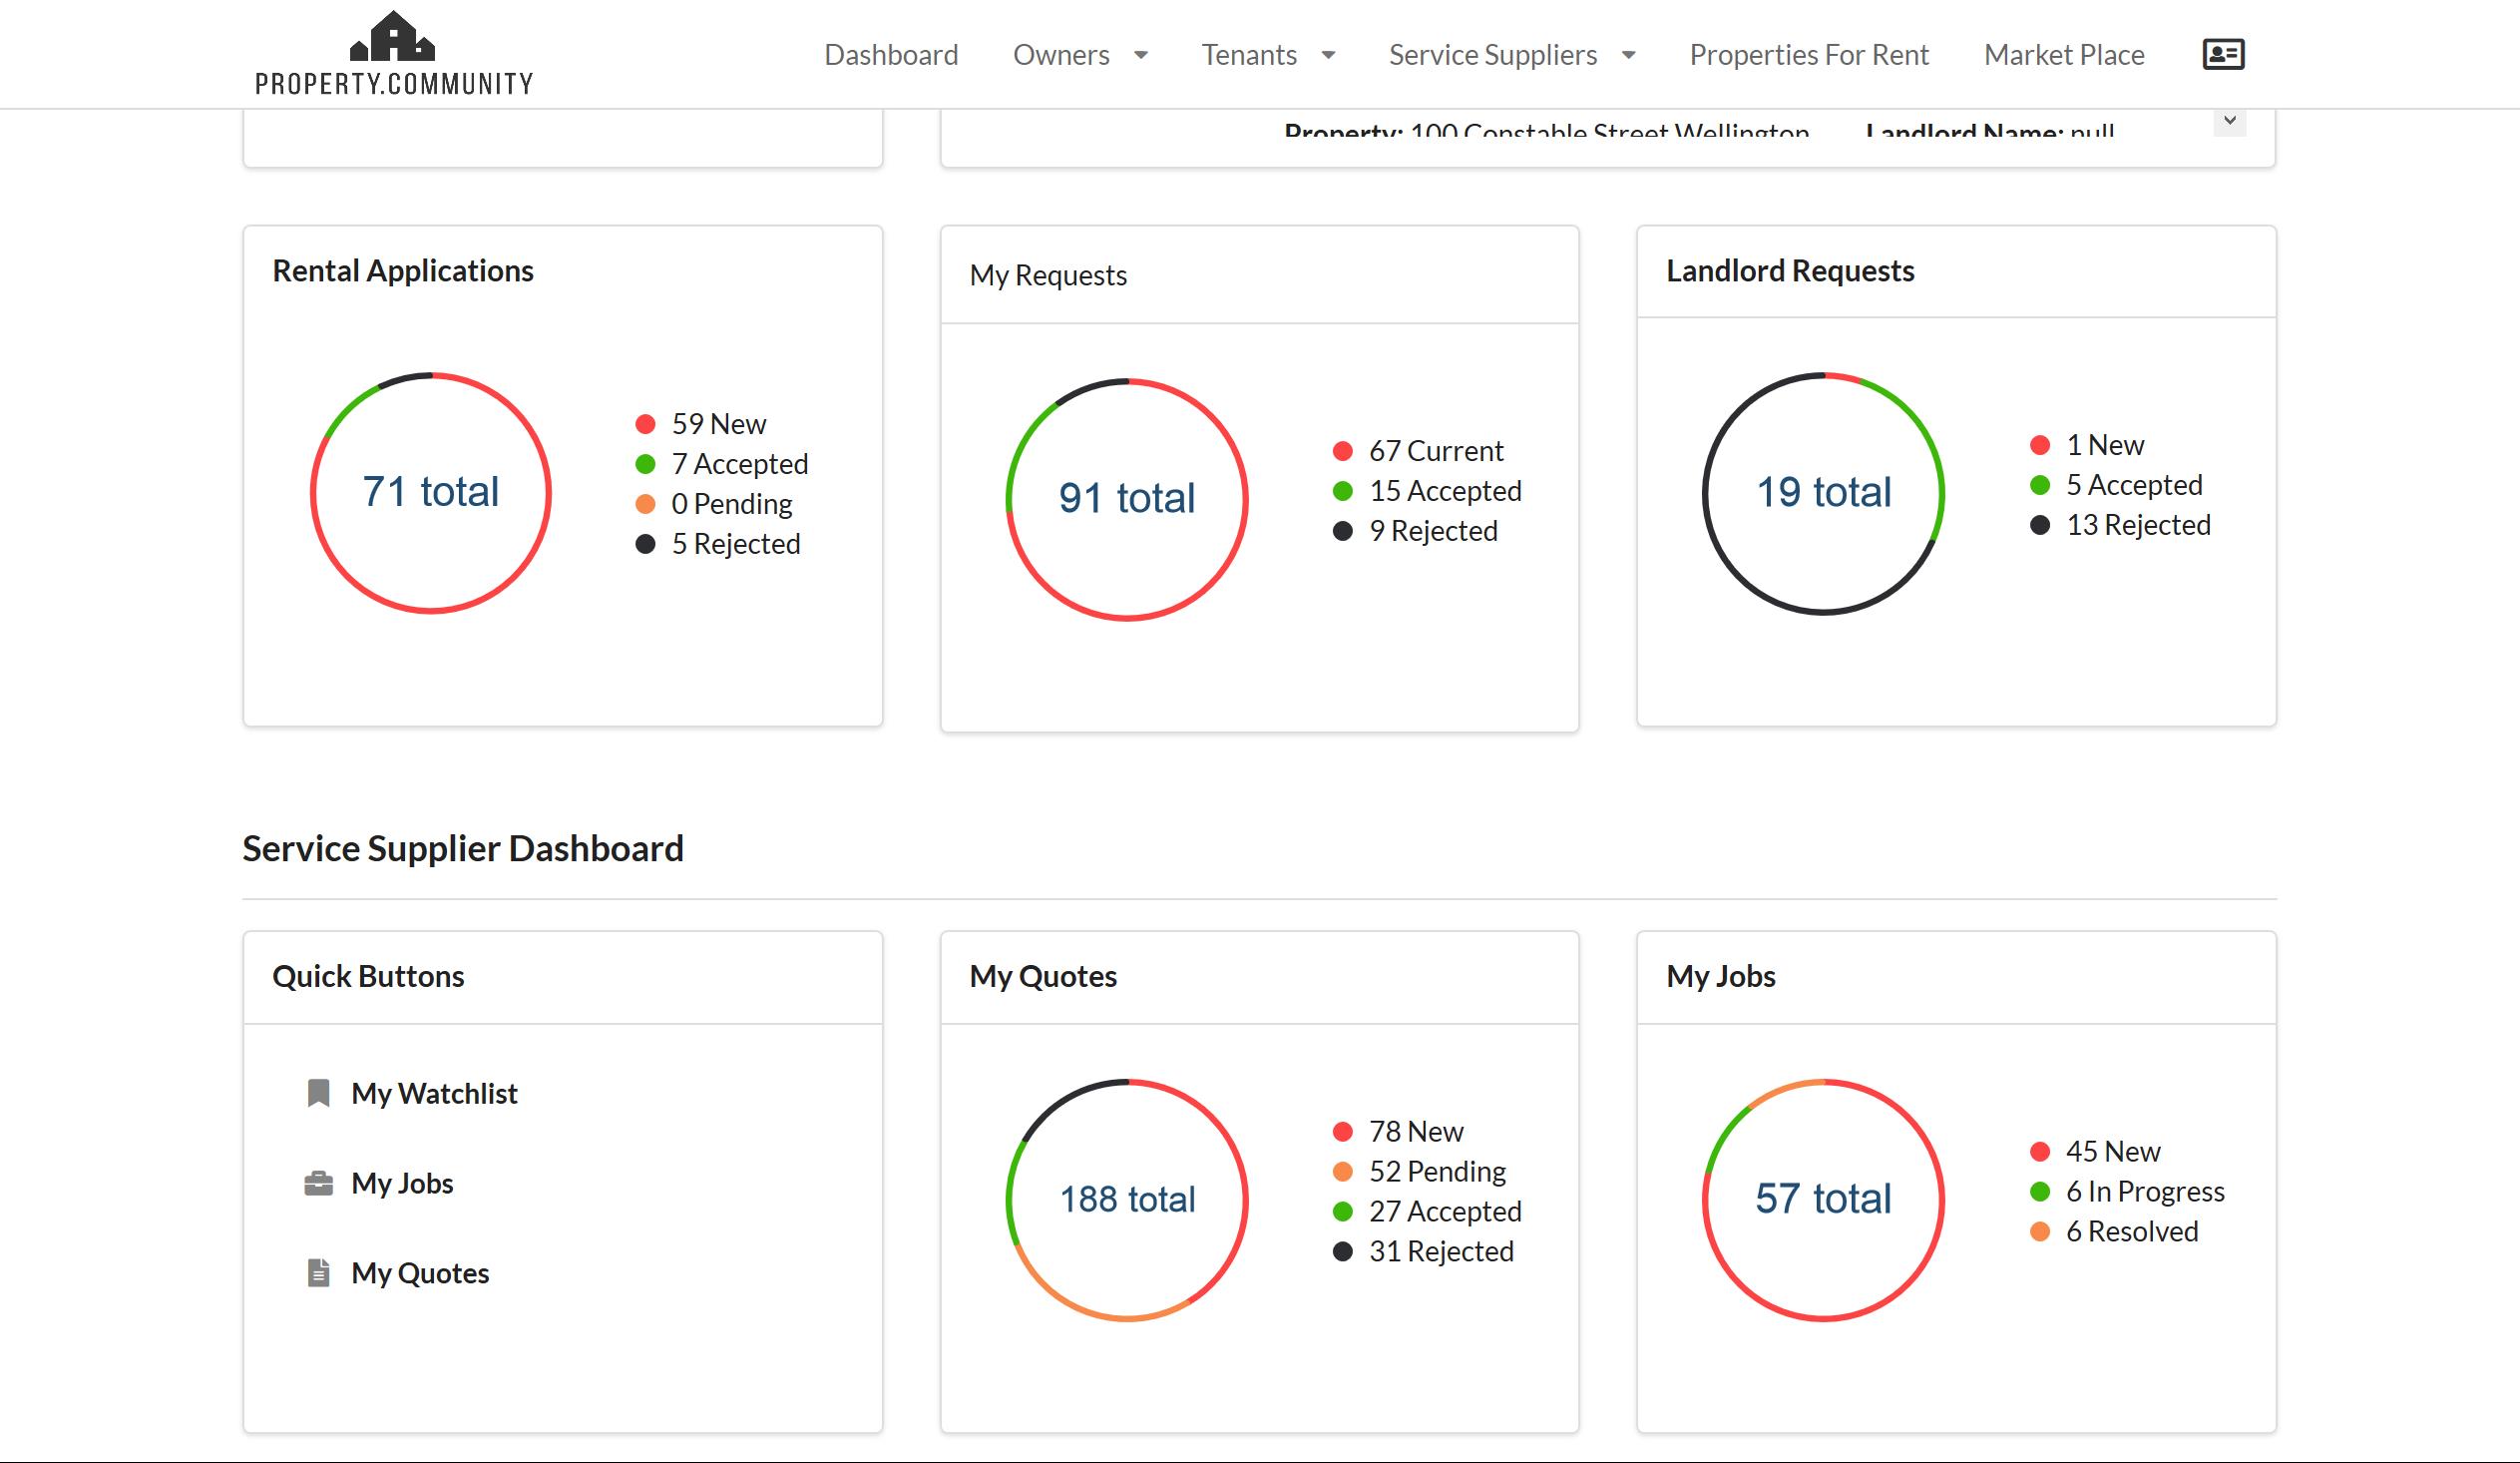 PROPERTY.COMMUNITY
Dashboard Owners Tenants Service Suppliers Properties For Rent Market Place
Property: 100 Constable Street Wellington Landlord Name: null
Rental Applications
71 total
59 New
7 Accepted
0 Pending
5 Rejected
My Requests
91 total
67 Current
15 Accepted
9 Rejected
Landlord Requests
19 total
1 New
5 Accepted
13 Rejected
Service Supplier Dashboard
Quick Buttons
My Watchlist
My Jobs
My Quotes
My Quotes
188 total
78 New
52 Pending
27 Accepted
31 Rejected
My Jobs
57 total
45 New
6 In Progress
6 Resolved